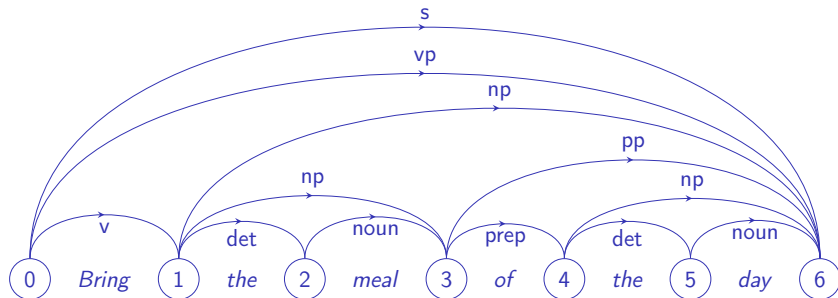 s
vp
np
pp
np np
v det noun prep det noun
0 Bring 1 the 2 meal 3 of 4 the 5 day 6